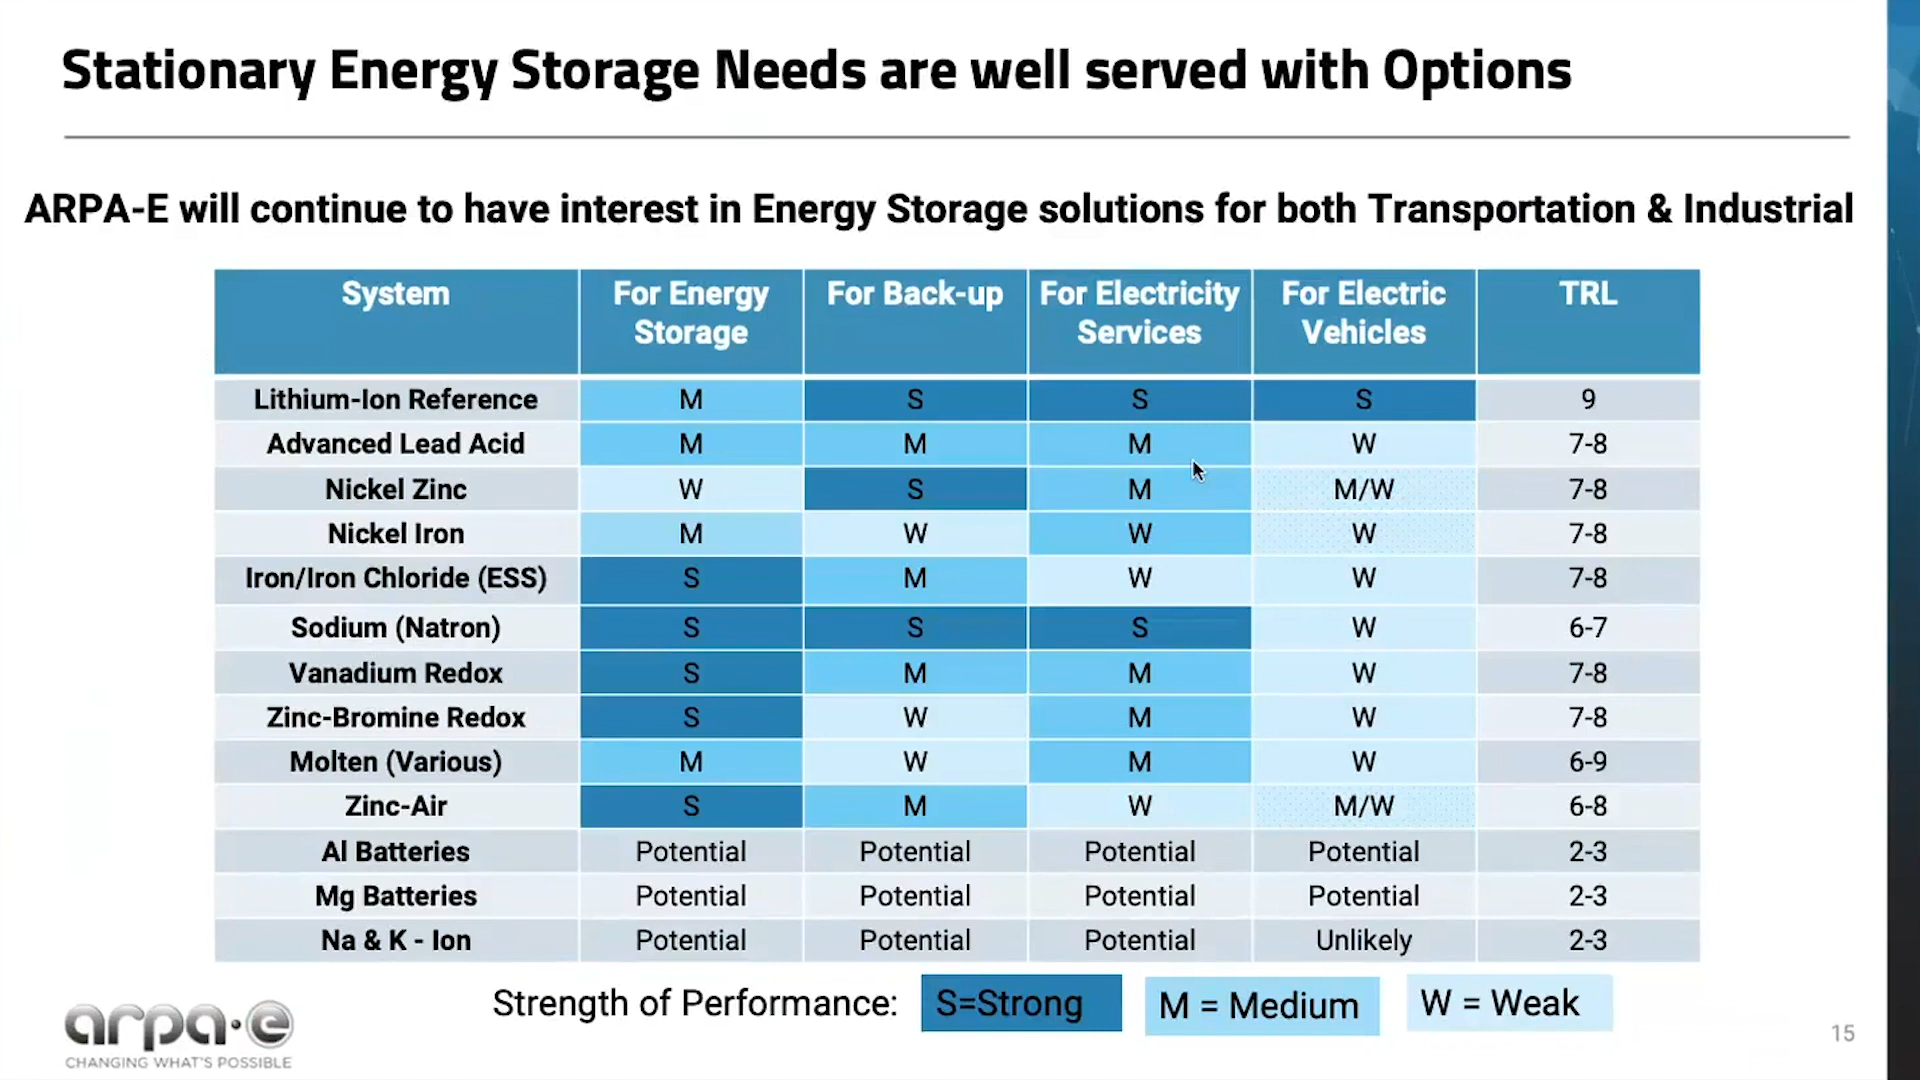 Stationary Energy Storage Needs are well served with Options
ARPA-E will continue to have interest in Energy Storage solutions for both Transportation & Industrial
System For Energy Storage For Back-up For Electricity Services For Electric Vehicles TRL
Lithium-Ion Reference M S S S 9
Advanced Lead Acid M M M W 7-8
Nickel Zinc W S M M/W 7-8
Nickel Iron M W W W 7-8
Iron/Iron Chloride (ESS) S M W W 7-8
Sodium (Natron) S S S W 6-7
Vanadium Redox S M M W 7-8
Zinc-Bromine Redox S W M W 7-8
Molten (Various) M W M W 6-9
Zinc-Air S M W M/W 6-8
Al Batteries Potential Potential Potential Potential 2-3
Mg Batteries Potential Potential Potential Potential 2-3
Na & K - Ion Potential Potential Potential Unlikely 2-3
Strength of Performance: S=Strong M = Medium W = Weak
arpa·e
CHANGING WHAT'S POSSIBLE
15